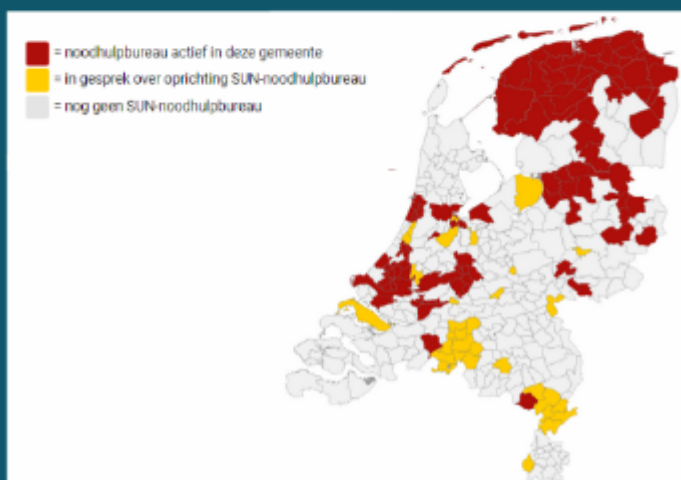 = noodhulpbureau actief in deze gemeente
= in gesprek over oprichting SUN-noodhulpbureau
= nog geen SUN-noodhulpbureau